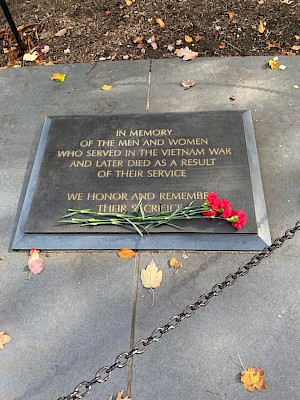 IN MEMORY
OF THE MEN AND WOMEN
WHO SERVED IN THE VIETNAM WAR
AND LATER DIED AS A RESULT
OF THEIR SERVICE
WE HONOR AND REMEMBER
THEIR SACRIFICE